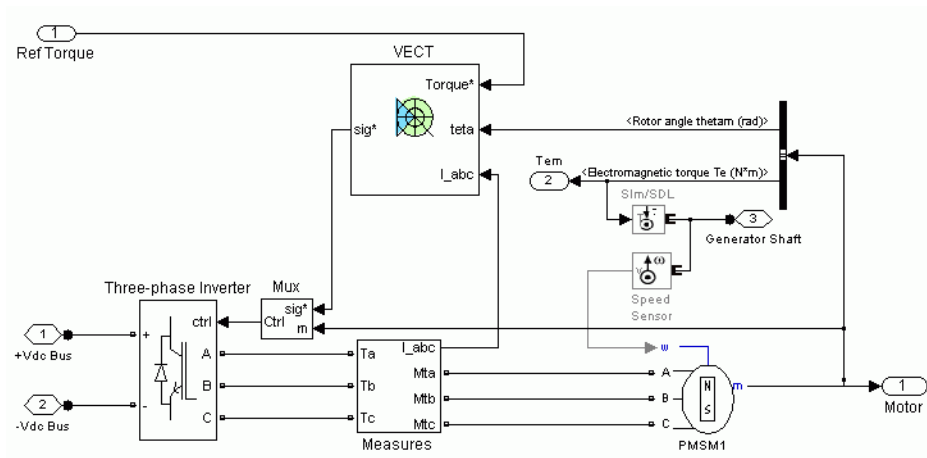 1
Ref Torque
VECT
Torque*
sig*
teta
I_abc
<Rotor angle thetam (rad)>
Tem
2
<Electromagnetic torque Te (N*m)>
Sim/SDL
T
3
Generator Shaft
ω
v
Speed
Sensor
Three-phase Inverter
Mux
ctrl
sig*
Ctrl
m
1
+Vdc Bus
+
2
-Vdc Bus
-
A
B
C
I_abc
Ta
Tb
Tc
Mta
Mtb
Mtc
Measures
w
A
B
C
N
S
m
PMSM1
1
Motor